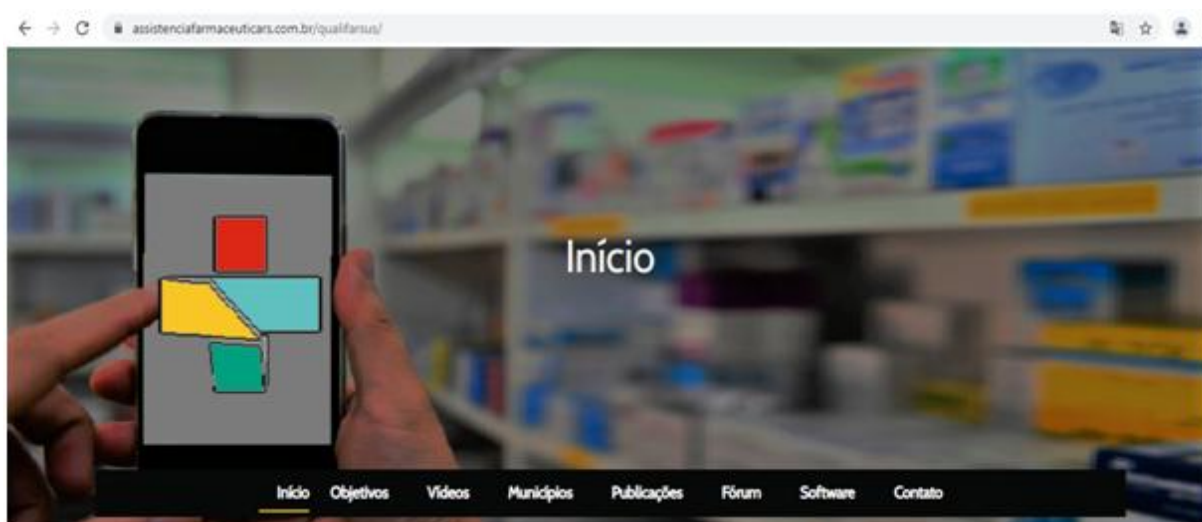 assistenciafarmaceuticars.com.br/qualifarsus/
Início
Início Objetivos Vídeos Municípios Publicações Fórum Software Contato